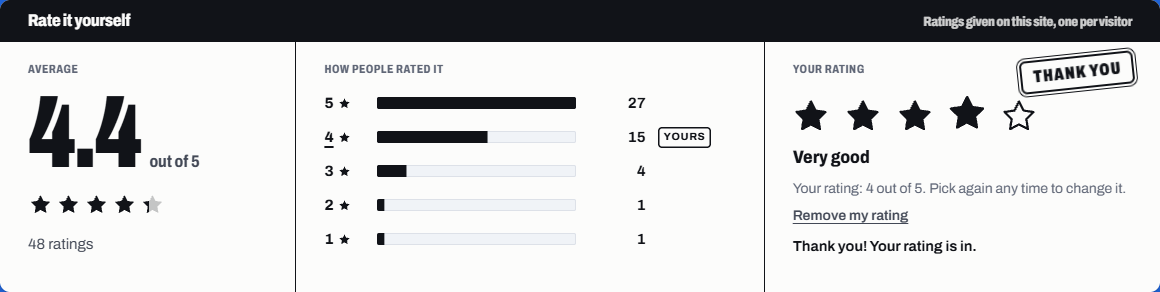 Rate it yourself
Ratings given on this site, one per visitor
AVERAGE
4.4 out of 5
48 ratings
HOW PEOPLE RATED IT
5 ★ 27
4 ★ 15 YOURS
3 ★ 4
2 ★ 1
1 ★ 1
YOUR RATING
THANK YOU
Very good
Your rating: 4 out of 5. Pick again any time to change it.
Remove my rating
Thank you! Your rating is in.